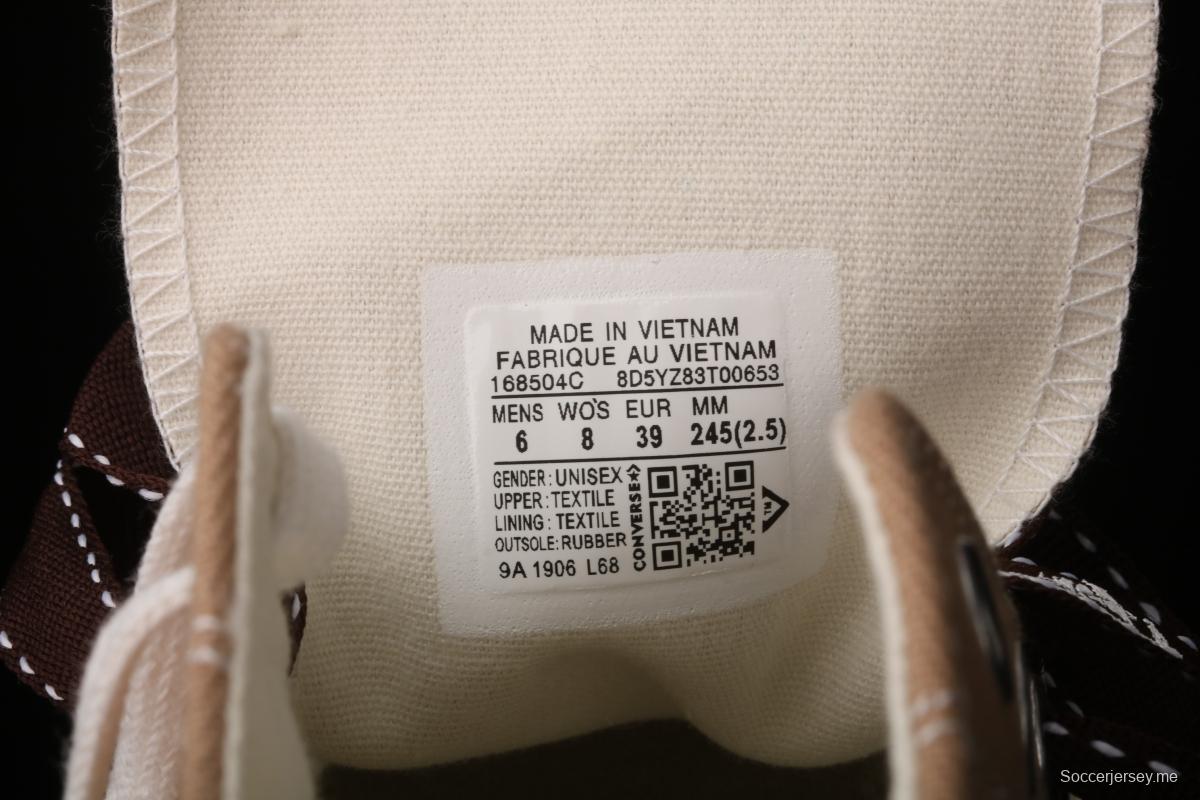 MADE IN VIETNAM
FABRIQUE AU VIETNAM
168504C 8D5YZ83T00653
MENS WO'S EUR MM
6 8 39 245(2.5)
GENDER: UNISEX
UPPER: TEXTILE
LINING: TEXTILE
OUTSOLE: RUBBER
9A 1906 L68
CONVERSE
TM
Soccerjersey.me